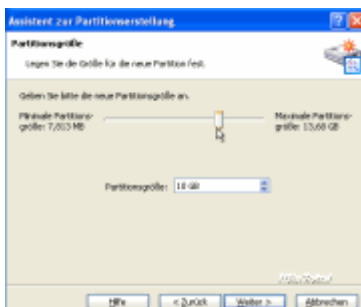 Assistent zur Partitionserstellung
Partitionsgröße
Legen Sie die Größe für die neue Partition fest.
Geben Sie bitte die neue Partitionsgröße an.
Minimale Partitions-
größe: 7,813 MB
Maximale Partitions-
größe: 13,68 GB
Partitionsgröße: 10 GB
Hilfe
< Zurück
Weiter >
Abbrechen